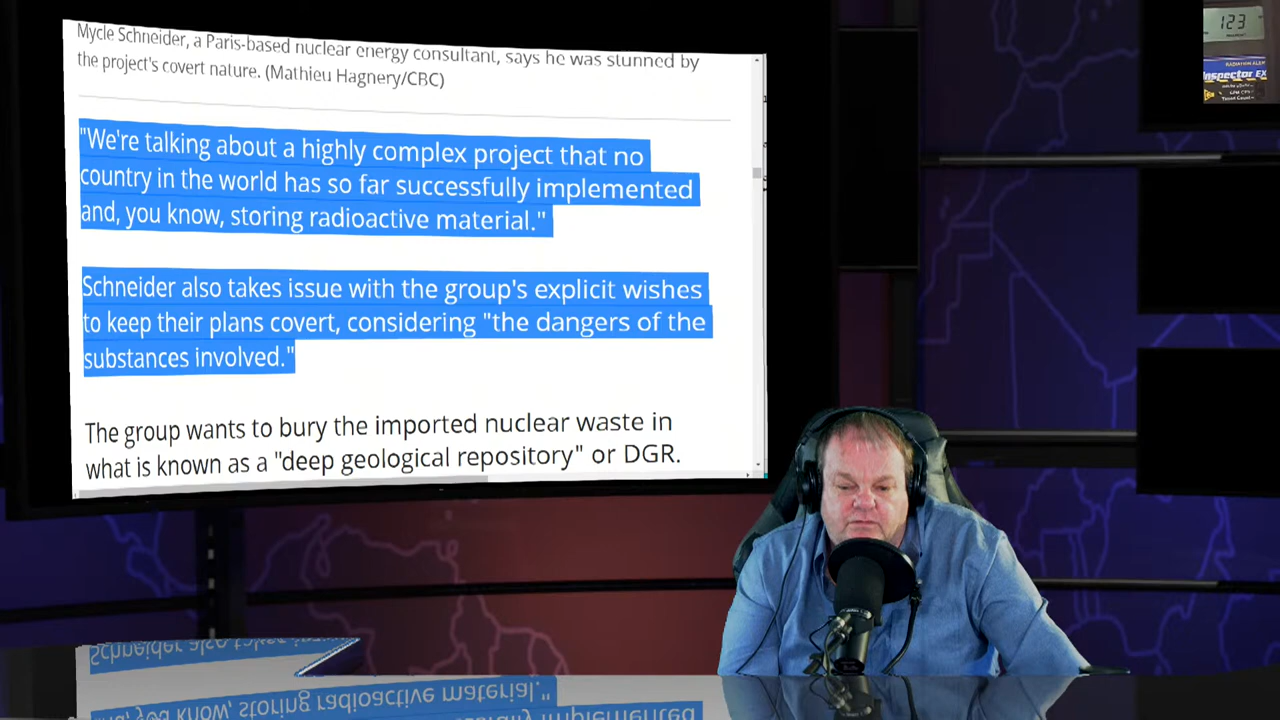 Mycle Schneider, a Paris-based nuclear energy consultant, says he was stunned by
the project's covert nature. (Mathieu Hagnery/CBC)
"We're talking about a highly complex project that no
country in the world has so far successfully implemented
and, you know, storing radioactive material."
Schneider also takes issue with the group's explicit wishes
to keep their plans covert, considering "the dangers of the
substances involved."
The group wants to bury the imported nuclear waste in
what is known as a "deep geological repository" or DGR.
123
RADIATION ALERT
Inspector EX